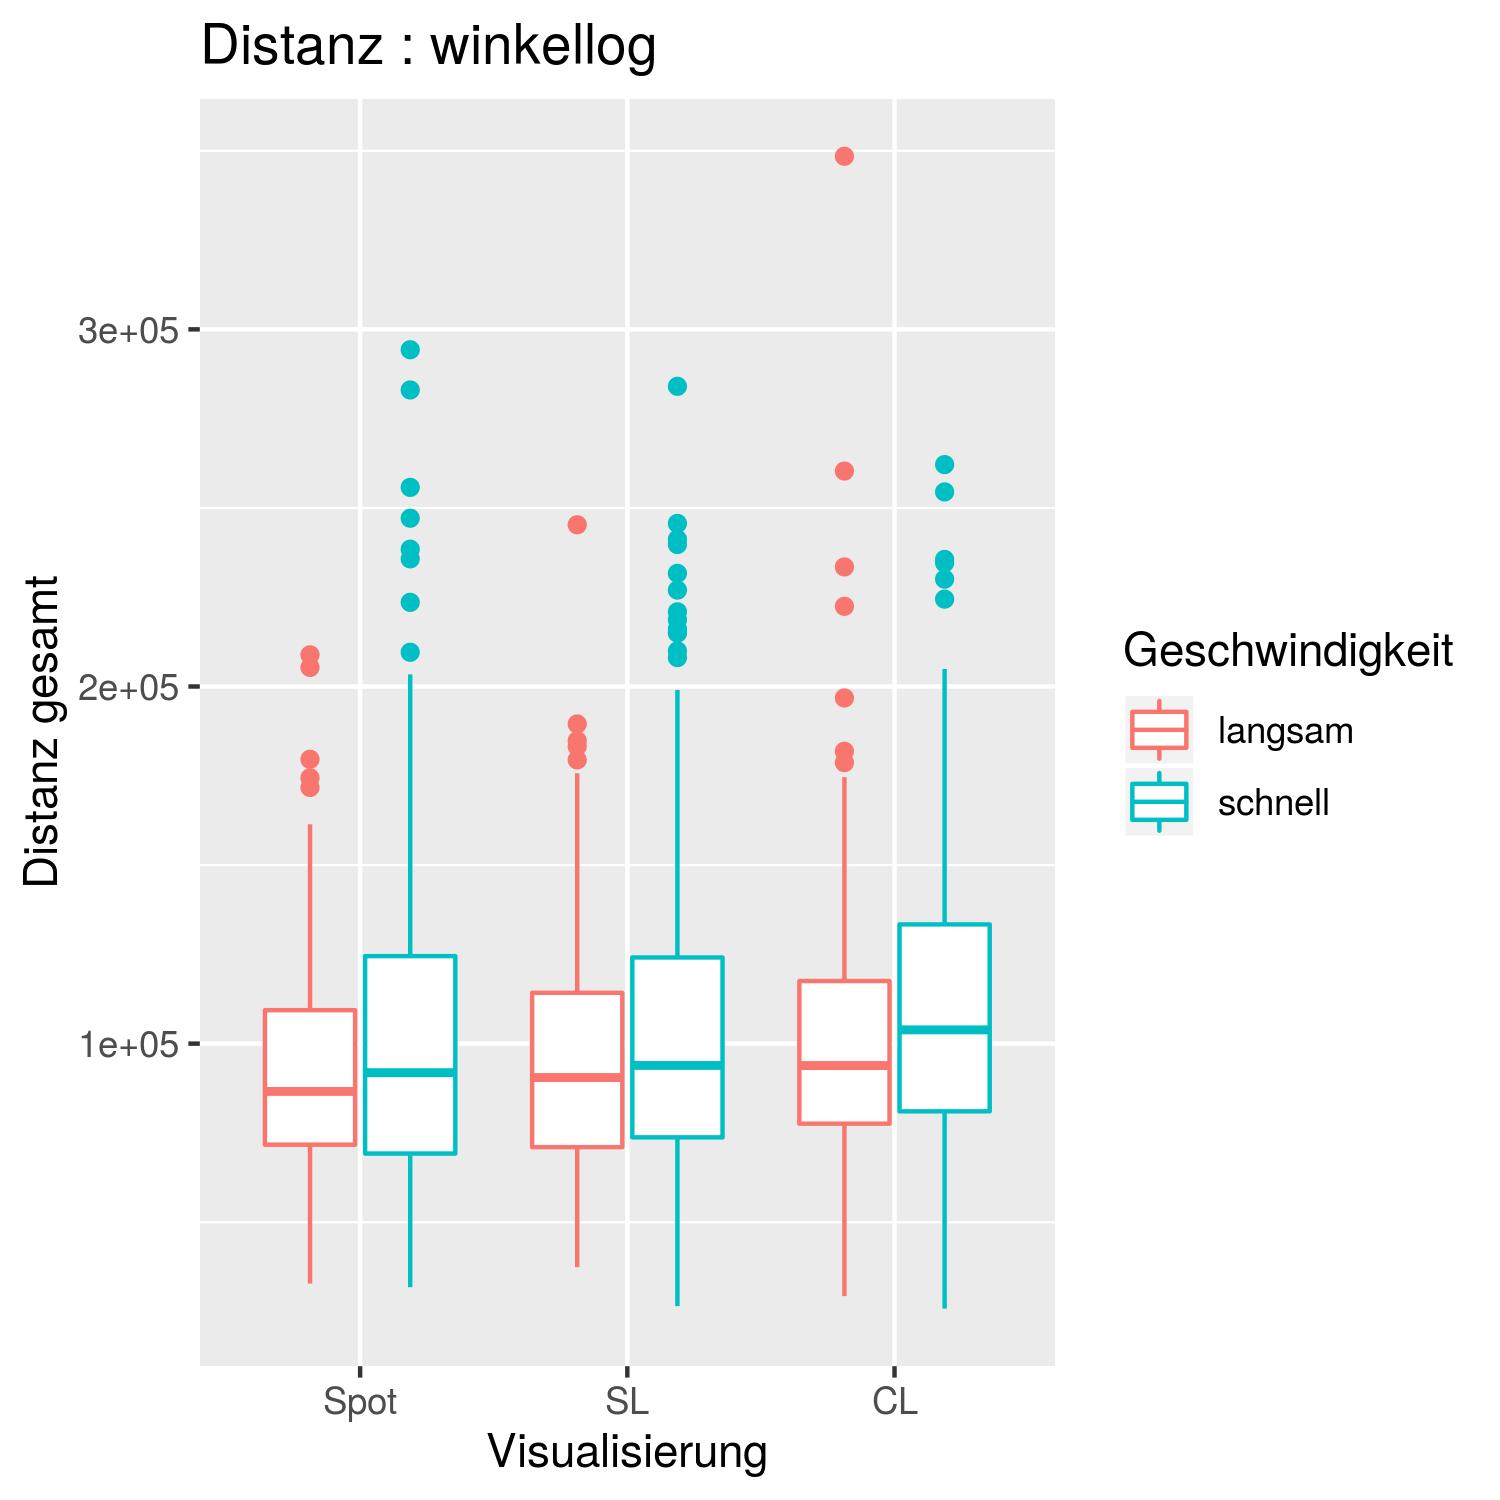 Distanz : winkellog
Distanz gesamt
3e+05
2e+05
1e+05
Spot
SL
CL
Visualisierung
Geschwindigkeit
langsam
schnell